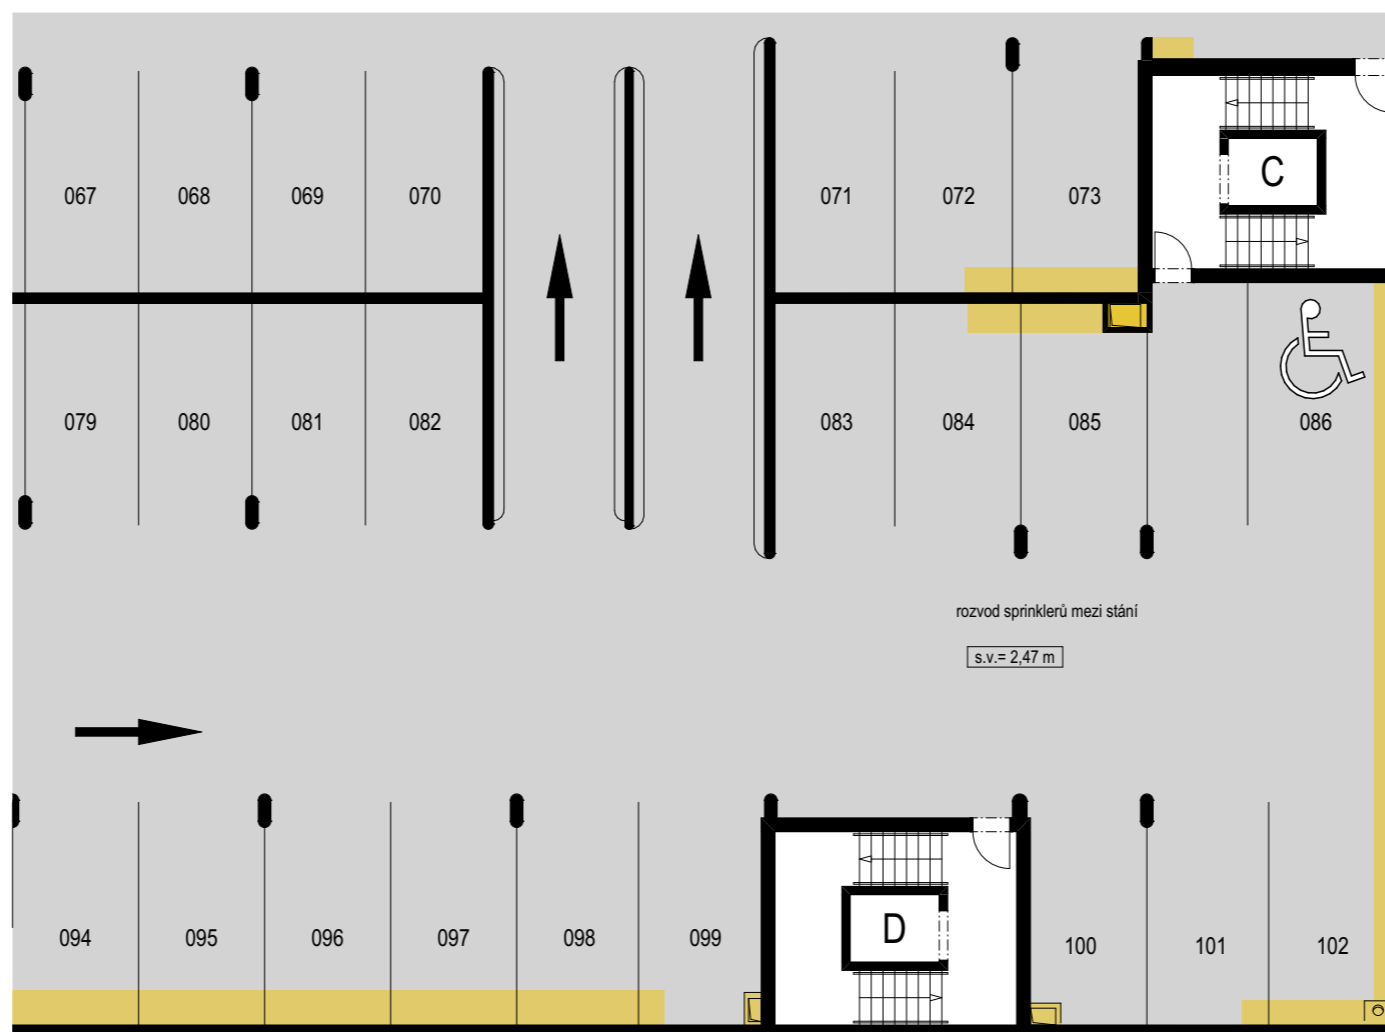 067 068 069 070 071 072 073 C
079 080 081 082 083 084 085 086
rozvod sprinklerů mezi stání
s.v.= 2,47 m
094 095 096 097 098 099 D 100 101 102